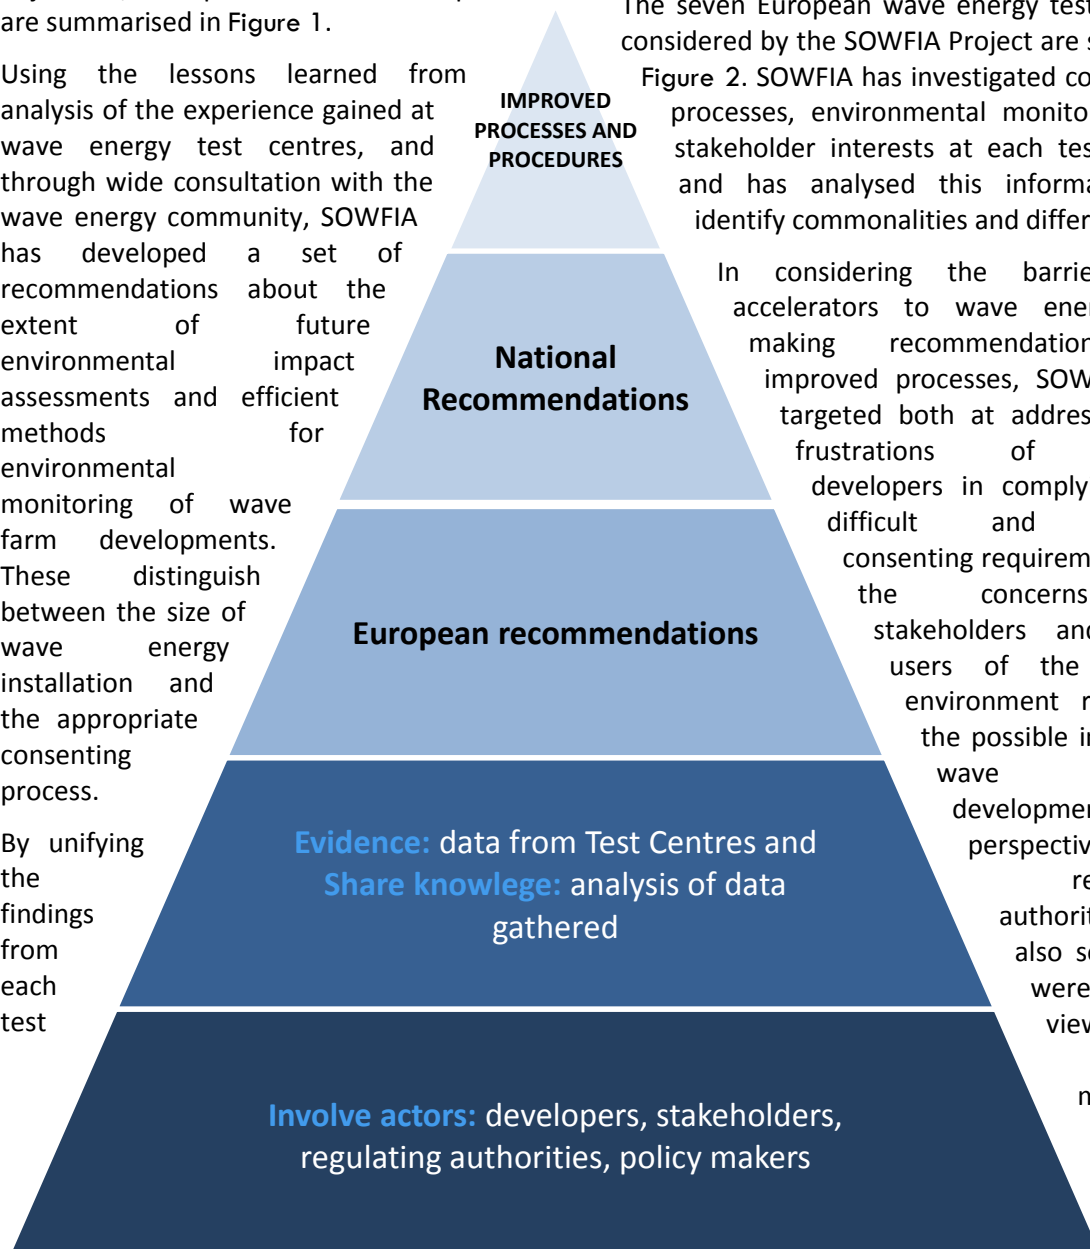 are summarised in Figure 1.
Using the lessons learned from
analysis of the experience gained at
wave energy test centres, and
through wide consultation with the
wave energy community, SOWFIA
has developed a set of
recommendations about the
extent of future
environmental impact
assessments and efficient
methods for
environmental
monitoring of wave
farm developments.
These distinguish
between the size of
wave energy
installation and
the appropriate
consenting
process.
By unifying
the
findings
from
each
test
IMPROVED
PROCESSES AND
PROCEDURES
National
Recommendations
European recommendations
Evidence: data from Test Centres and
Share knowlege: analysis of data
gathered
Involve actors: developers, stakeholders,
regulating authorities, policy makers
The seven European wave energy test
considered by the SOWFIA Project are s
Figure 2. SOWFIA has investigated co
processes, environmental monito
stakeholder interests at each tes
and has analysed this informa
identify commonalities and differ
In considering the barrie
accelerators to wave ener
making recommendation
improved processes, SOW
targeted both at address
frustrations of
developers in comply
difficult and
consenting requirem
the concerns
stakeholders and
users of the
environment r
the possible in
wave
developmen
perspectiv
re
authorit
also so
were
view